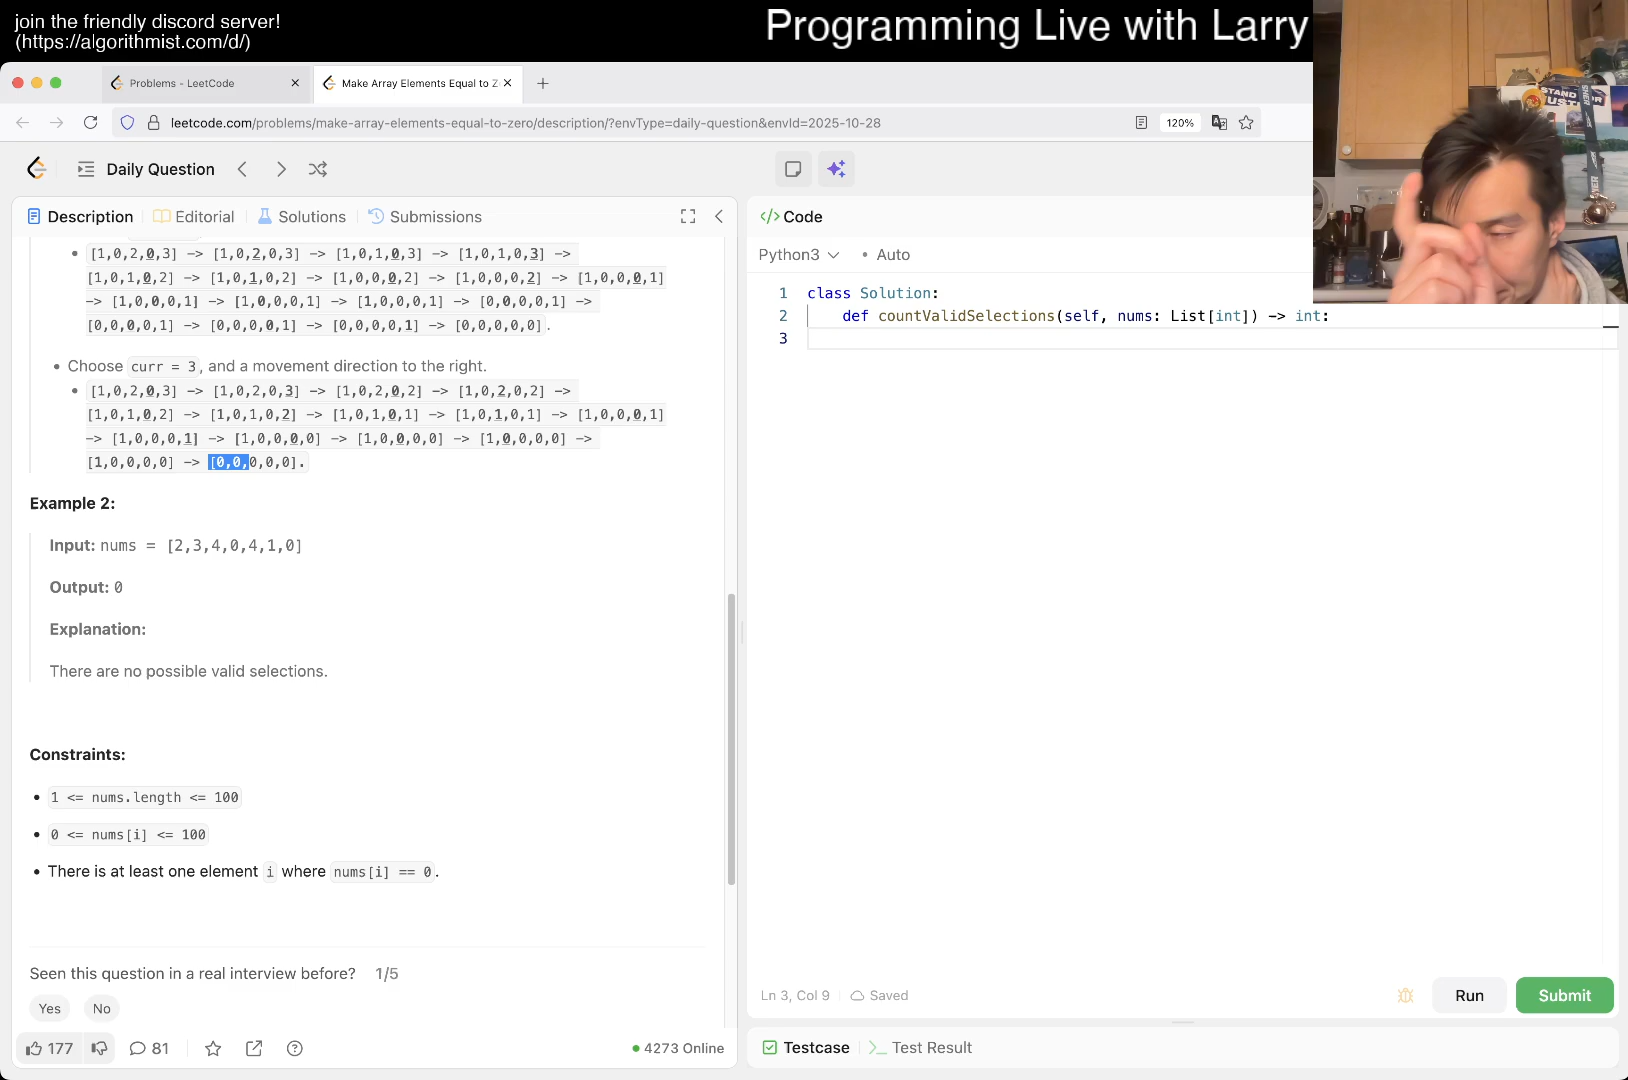 join the friendly discord server!
(https://algorithmist.com/d/)
Programming Live with Larry
Problems - LeetCode
Make Array Elements Equal to Ze
leetcode.com/problems/make-array-elements-equal-to-zero/description/?envType=daily-question&envId=2025-10-28
120%
Daily Question
Description
Editorial
Solutions
Submissions
[1,0,2,0,3] -> [1,0,2,0,3] -> [1,0,1,0,3] -> [1,0,1,0,3] ->
[1,0,1,0,2] -> [1,0,1,0,2] -> [1,0,0,0,2] -> [1,0,0,0,2] -> [1,0,0,0,1]
-> [1,0,0,0,1] -> [1,0,0,0,1] -> [1,0,0,0,1] -> [0,0,0,0,1] ->
[0,0,0,0,1] -> [0,0,0,0,1] -> [0,0,0,0,1] -> [0,0,0,0,0].
Choose curr = 3, and a movement direction to the right.
[1,0,2,0,3] -> [1,0,2,0,3] -> [1,0,2,0,2] -> [1,0,2,0,2] ->
[1,0,1,0,2] -> [1,0,1,0,2] -> [1,0,1,0,1] -> [1,0,1,0,1] -> [1,0,0,0,1]
-> [1,0,0,0,1] -> [1,0,0,0,0] -> [1,0,0,0,0] -> [1,0,0,0,0] ->
[1,0,0,0,0] -> [0,0,0,0,0].
Example 2:
Input: nums = [2,3,4,0,4,1,0]
Output: 0
Explanation:
There are no possible valid selections.
Constraints:
1 <= nums.length <= 100
0 <= nums[i] <= 100
There is at least one element i where nums[i] == 0.
Seen this question in a real interview before? 1/5
Yes
No
177
81
4273 Online
</> Code
Python3
Auto
1 class Solution:
2 def countValidSelections(self, nums: List[int]) -> int:
3
Ln 3, Col 9
Saved
Run
Submit
Testcase
Test Result
STAND FOR